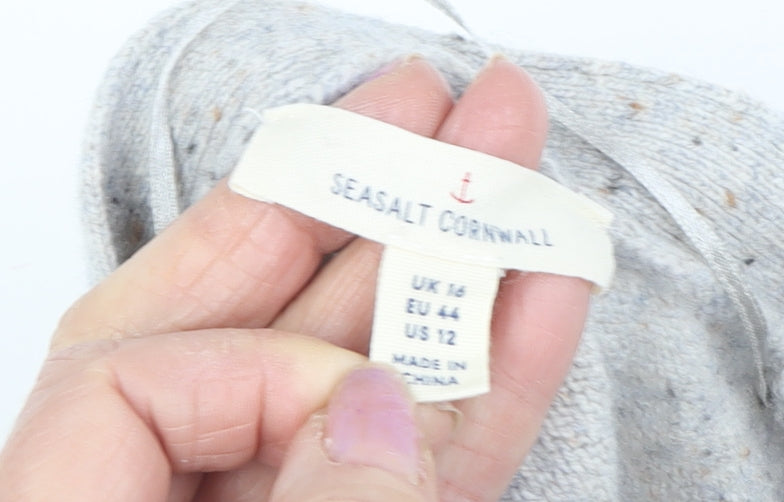 SEASALT CORNWALL
UK 16
EU 44
US 12
MADE IN
CHINA